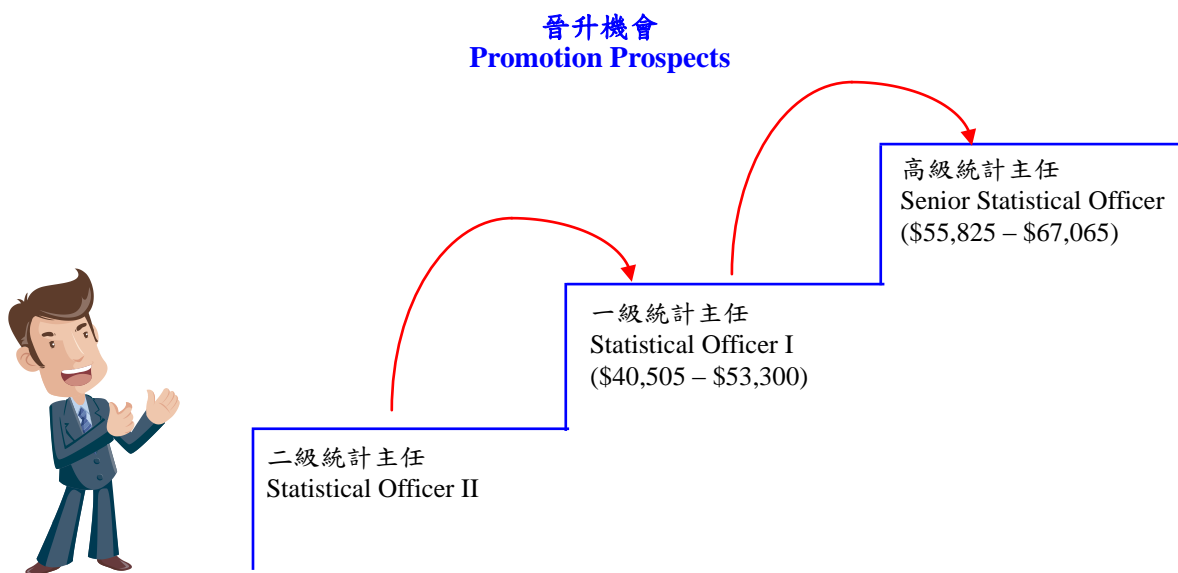 晉升機會
Promotion Prospects
高級統計主任
Senior Statistical Officer
($55,825 – $67,065)
一級統計主任
Statistical Officer I
($40,505 – $53,300)
二級統計主任
Statistical Officer II